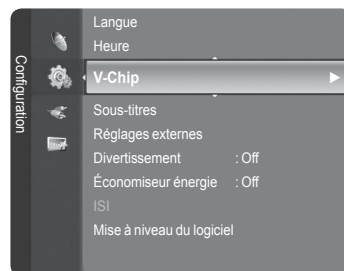 Configuration
Langue
Heure
V-Chip
Sous-titres
Réglages externes
Divertissement : Off
Économiseur énergie : Off
ISI
Mise à niveau du logiciel